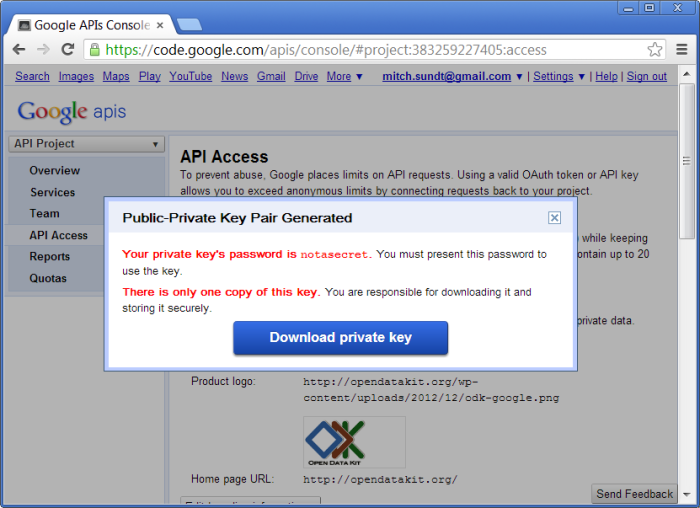 Google APIs Console
https://code.google.com/apis/console/#project:383259227405:access
Search Images Maps Play YouTube News Gmail Drive More ▼ mitch.sundt@gmail.com ▼ | Settings ▼ | Help | Sign out
Google apis
API Project
Overview
Services
Team
API Access
Reports
Quotas
API Access
To prevent abuse, Google places limits on API requests. Using a valid OAuth token or API key
allows you to exceed anonymous limits by connecting requests back to your project.
while keeping
contain up to 20
private data.
Public-Private Key Pair Generated
Your private key's password is notasecret. You must present this password to
use the key.
There is only one copy of this key. You are responsible for downloading it and
storing it securely.
Download private key
Product logo: http://opendatakit.org/wp-
content/uploads/2012/12/odk-google.png
OPEN DATA KIT
Home page URL: http://opendatakit.org/
Send Feedback